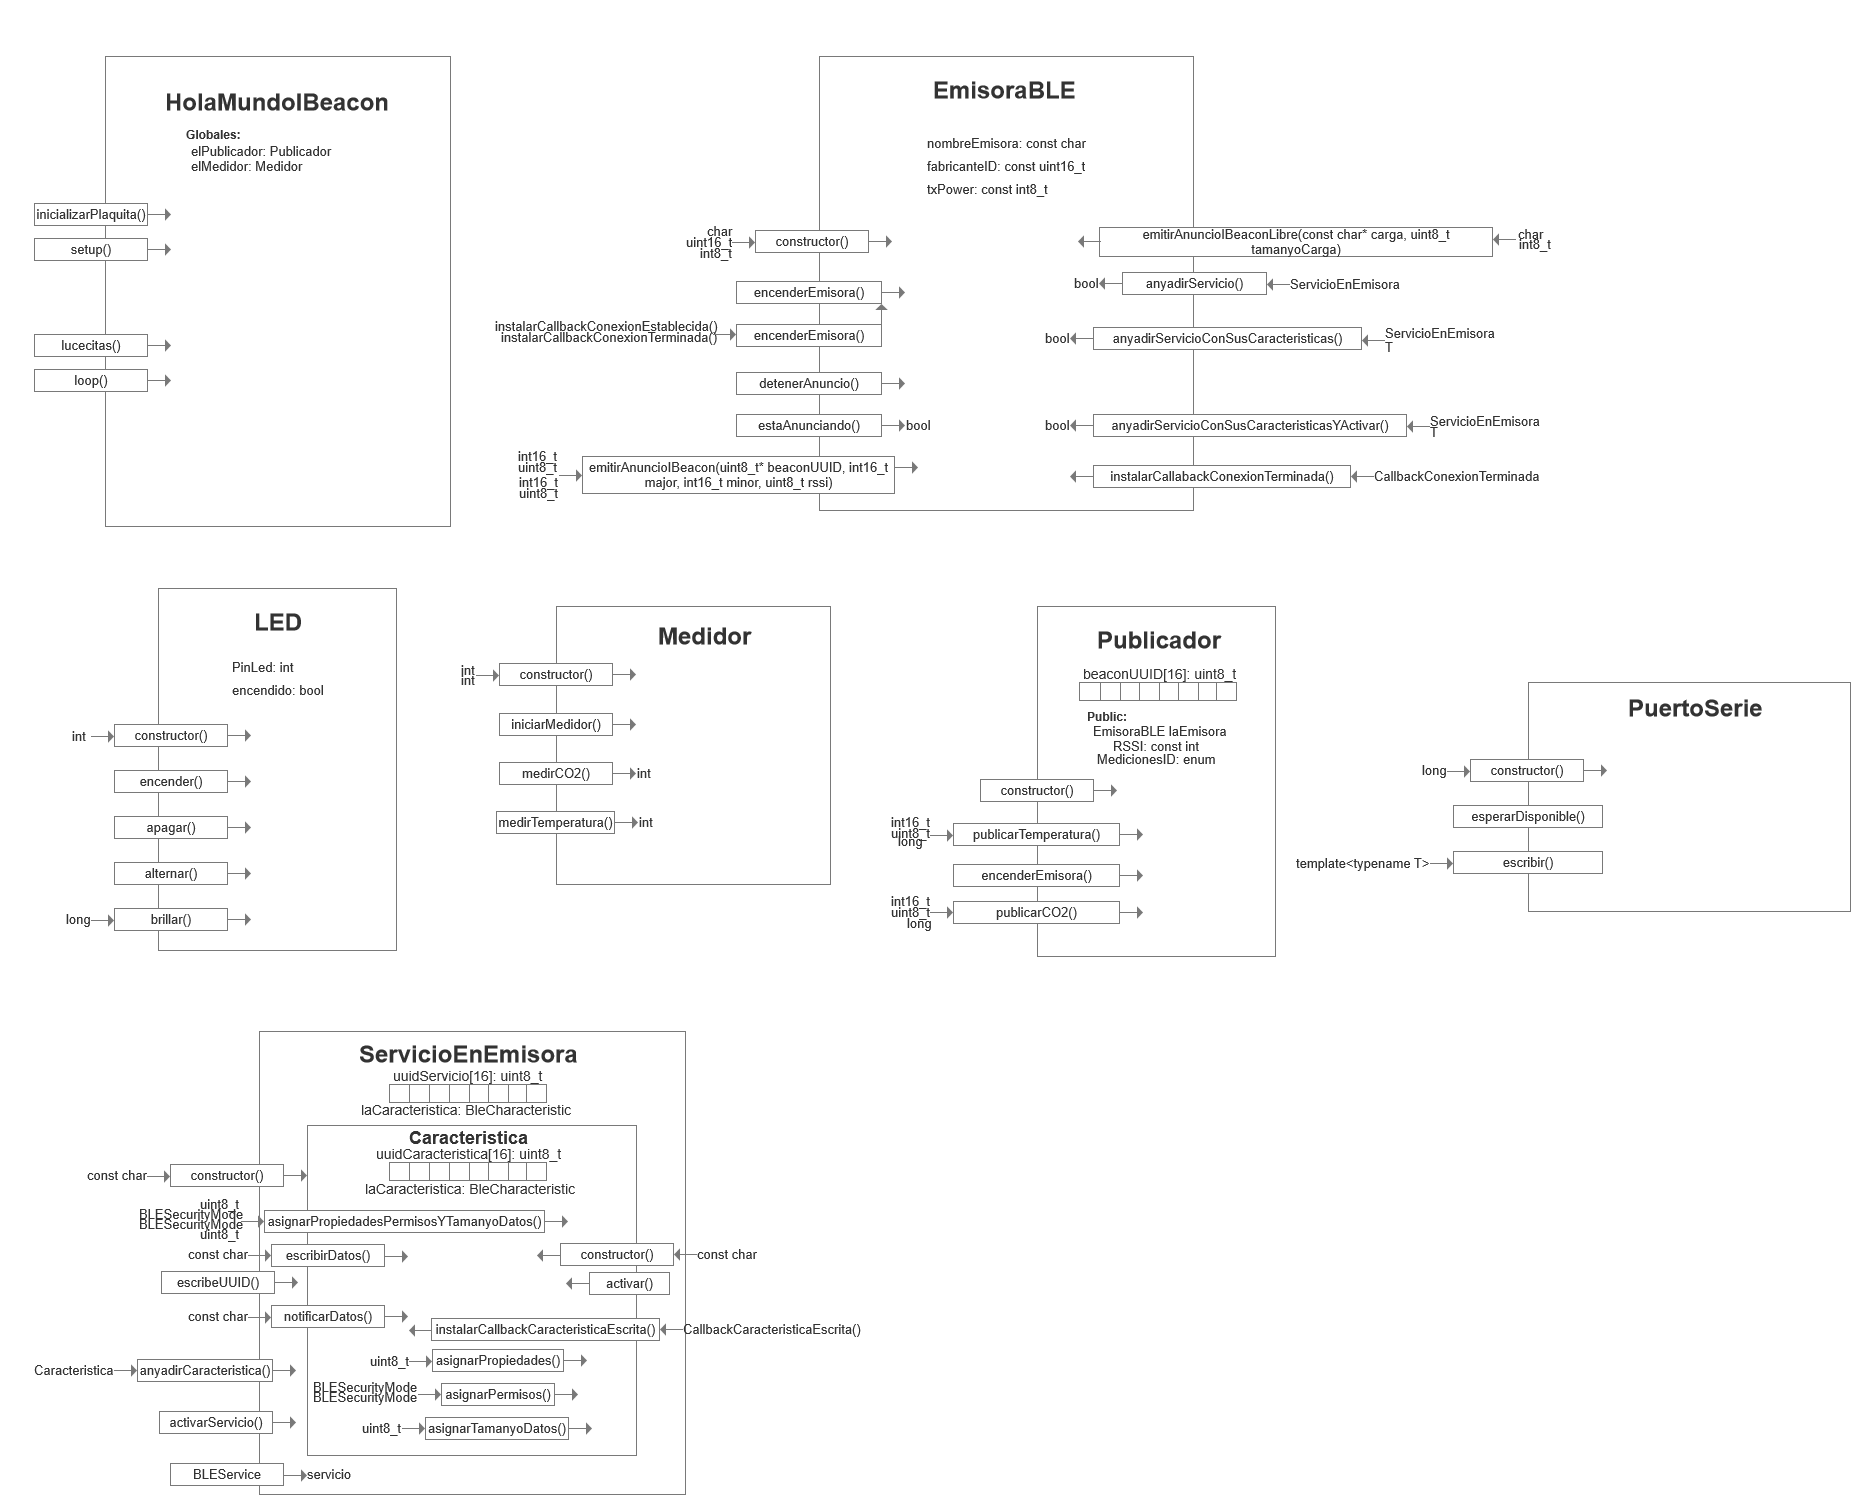 HolaMundoIBeacon
Globales:
elPublicador: Publicador
elMedidor: Medidor
inicializarPlaquita()
setup()
lucecitas()
loop()
EmisoraBLE
nombreEmisora: const char
fabricanteID: const uint16_t
txPower: const int8_t
char
uint16_t
int8_t
constructor()
encenderEmisora()
instalarCallbackConexionEstablecida()
instalarCallbackConexionTerminada()
encenderEmisora()
detenerAnuncio()
estaAnunciando()
bool
int16_t
uint8_t
int16_t
uint8_t
emitirAnuncioIBeacon(uint8_t* beaconUUID, int16_t
major, int16_t minor, uint8_t rssi)
emitirAnuncioIBeaconLibre(const char* carga, uint8_t
tamanyoCarga)
char
int8_t
bool
anyadirServicio()
ServicioEnEmisora
bool
anyadirServicioConSusCaracteristicas()
ServicioEnEmisora
T
bool
anyadirServicioConSusCaracteristicasYActivar()
ServicioEnEmisora
T
instalarCallabackConexionTerminada()
CallbackConexionTerminada
LED
PinLed: int
encendido: bool
int
constructor()
encender()
apagar()
alternar()
long
brillar()
Medidor
int
int
constructor()
iniciarMedidor()
medirCO2()
int
medirTemperatura()
int
Publicador
beaconUUID[16]: uint8_t
Public:
EmisoraBLE laEmisora
RSSI: const int
MedicionesID: enum
constructor()
int16_t
uint8_t
long
publicarTemperatura()
encenderEmisora()
int16_t
uint8_t
long
publicarCO2()
PuertoSerie
long
constructor()
esperarDisponible()
template<typename T>
escribir()
ServicioEnEmisora
uuidServicio[16]: uint8_t
laCaracteristica: BleCharacteristic
Caracteristica
uuidCaracteristica[16]: uint8_t
laCaracteristica: BleCharacteristic
const char
constructor()
uint8_t
BLESecurityMode
BLESecurityMode
uint8_t
asignarPropiedadesPermisosYTamanyoDatos()
const char
escribirDatos()
constructor()
const char
escribeUUID()
activar()
const char
notificarDatos()
instalarCallbackCaracteristicaEscrita()
CallbackCaracteristicaEscrita()
uint8_t
asignarPropiedades()
Caracteristica
anyadirCaracteristica()
BLESecurityMode
BLESecurityMode
asignarPermisos()
activarServicio()
uint8_t
asignarTamanyoDatos()
BLEService
servicio